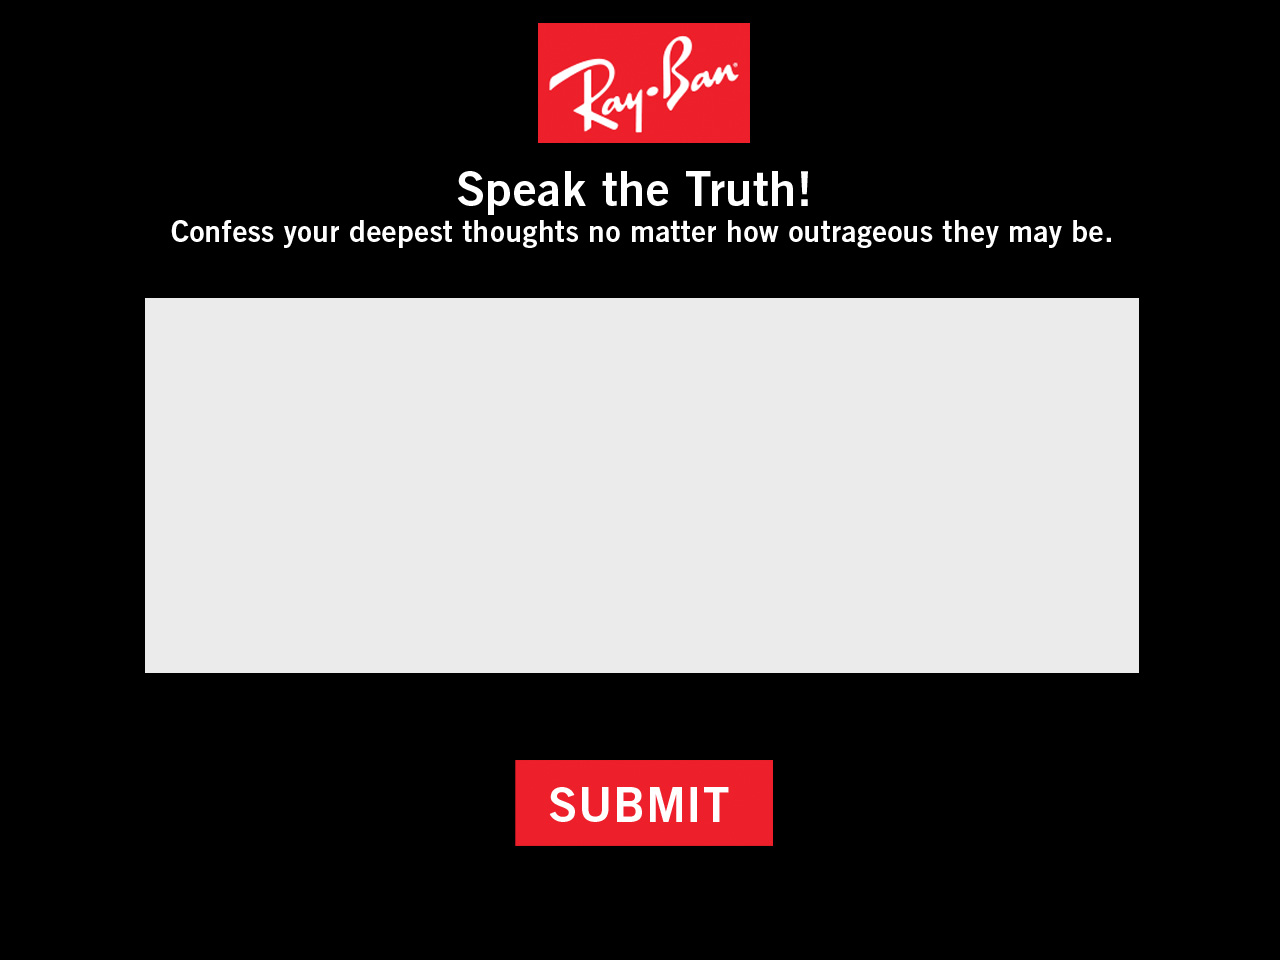 Ray-Ban
Speak the Truth!
Confess your deepest thoughts no matter how outrageous they may be.
SUBMIT